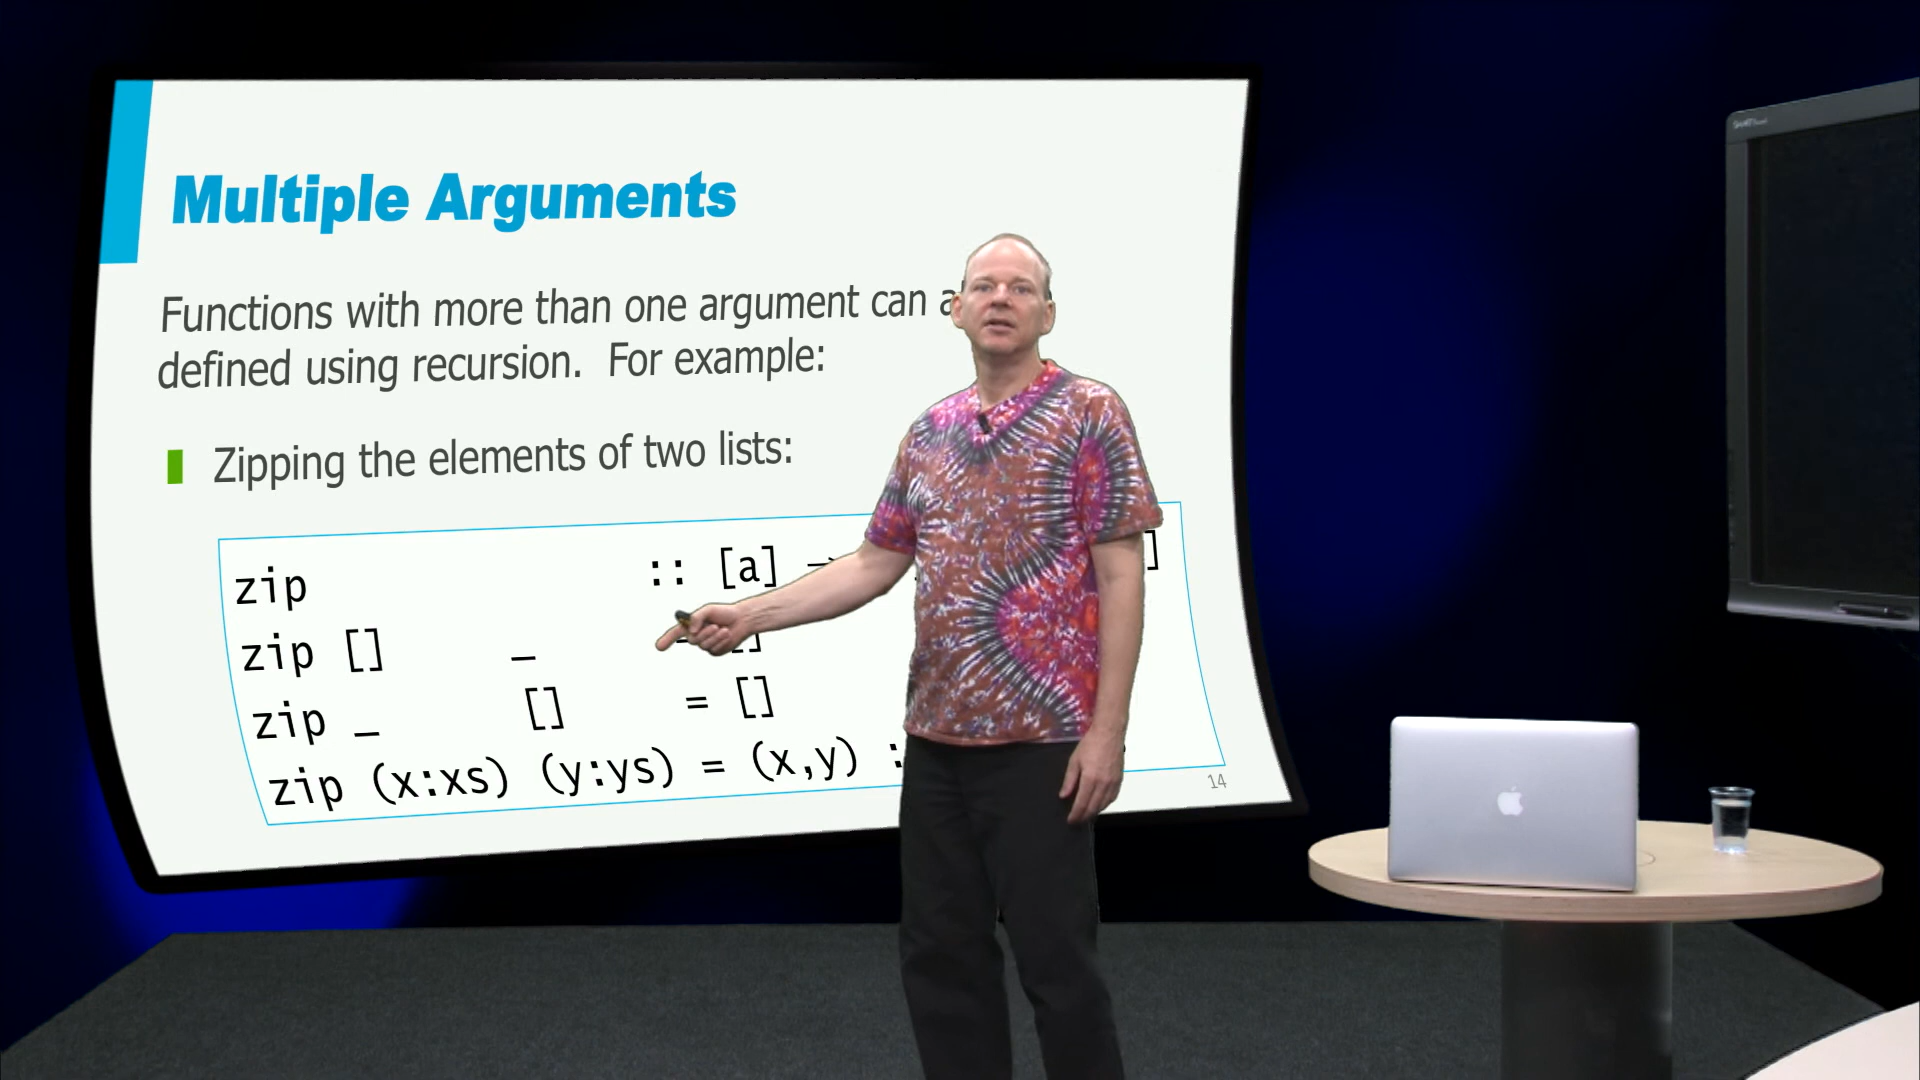 Multiple Arguments
Functions with more than one argument can
defined using recursion. For example:
Zipping the elements of two lists:
zip :: [a] → ]
zip [] _ = []
zip _ [] = []
zip (x:xs) (y:ys) = (x,y) :
14